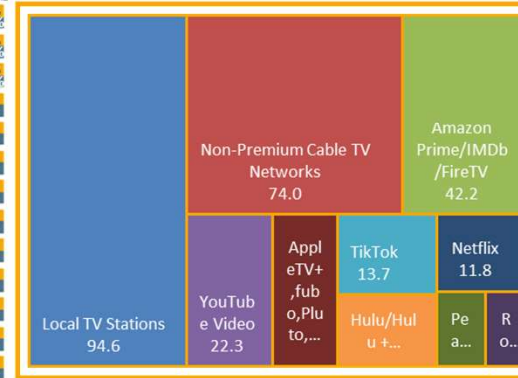 Non-Premium Cable TV
Networks
74.0
Amazon
Prime/IMDb
/FireTV
42.2
Local TV Stations
94.6
YouTub
e Video
22.3
Appl
eTV+
,fub
o,Plu
to,...
TikTok
13.7
Netflix
11.8
Hulu/Hul
u +...
Pe
a...
R
o...